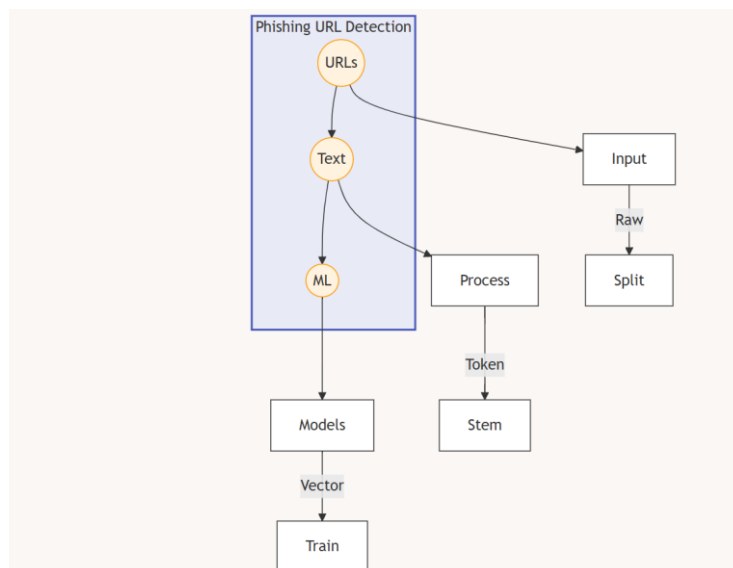 Phishing URL Detection
URLs
Text
Input
Raw
ML
Process
Split
Token
Models
Stem
Vector
Train